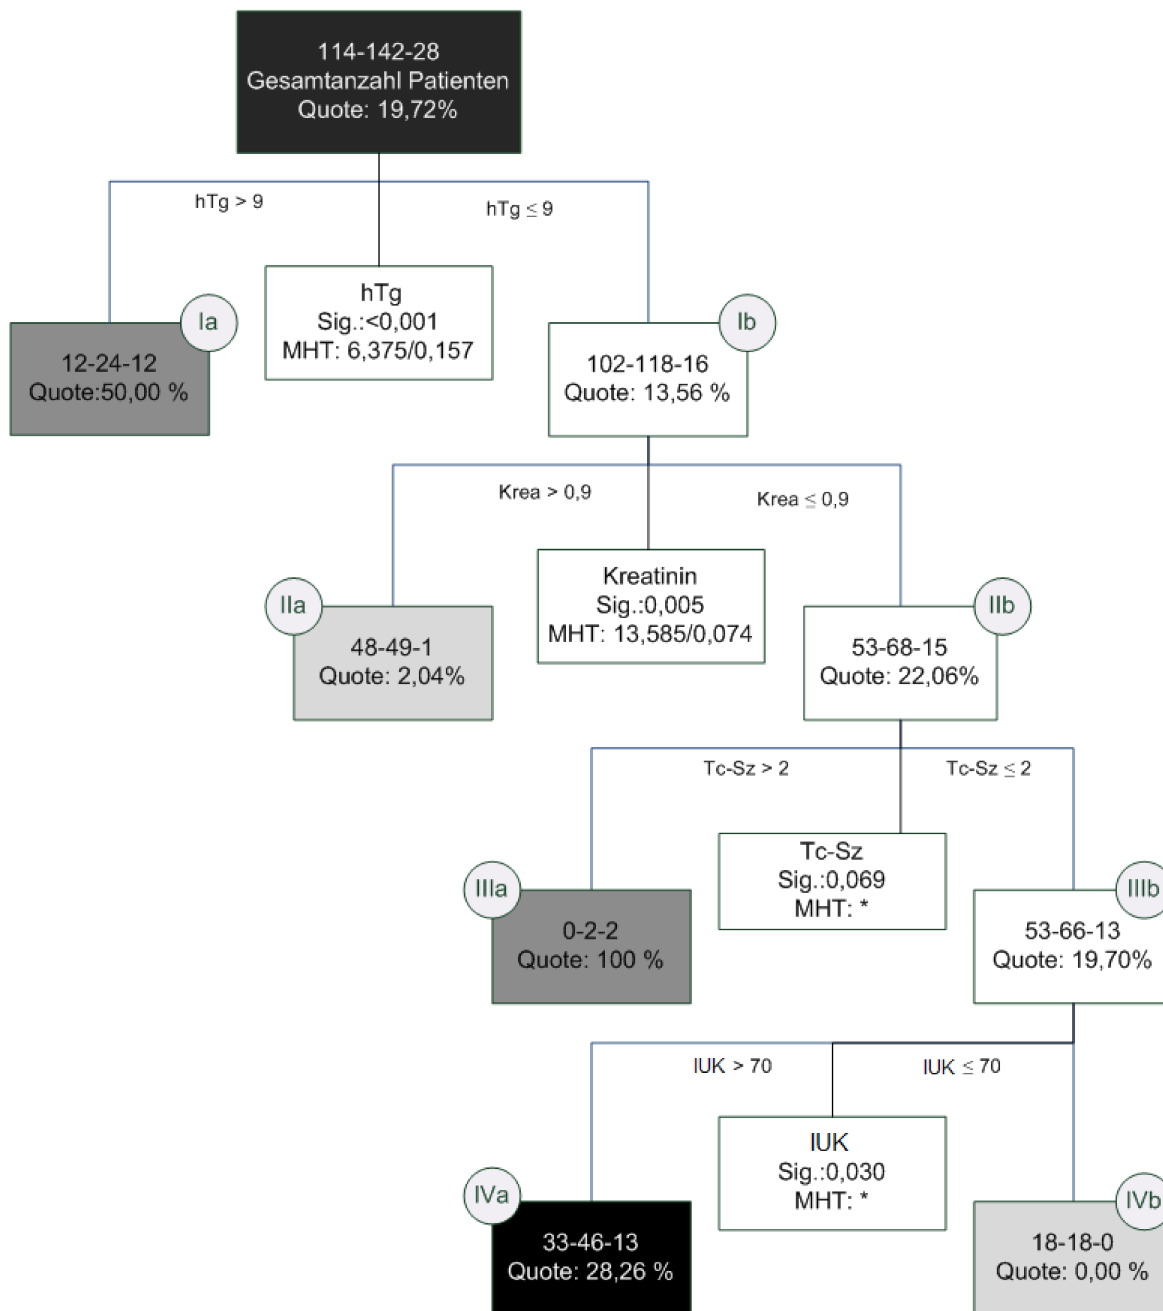 114-142-28
Gesamtanzahl Patienten
Quote: 19,72%
hTg > 9
hTg ≤ 9
Ia
12-24-12
Quote:50,00 %
hTg
Sig.:<0,001
MHT: 6,375/0,157
Ib
102-118-16
Quote: 13,56 %
Krea > 0,9
Krea ≤ 0,9
IIa
48-49-1
Quote: 2,04%
Kreatinin
Sig.:0,005
MHT: 13,585/0,074
IIb
53-68-15
Quote: 22,06%
Tc-Sz > 2
Tc-Sz ≤ 2
IIIa
0-2-2
Quote: 100 %
Tc-Sz
Sig.:0,069
MHT: *
IIIb
53-66-13
Quote: 19,70%
IUK > 70
IUK ≤ 70
IVa
33-46-13
Quote: 28,26 %
IUK
Sig.:0,030
MHT: *
IVb
18-18-0
Quote: 0,00 %